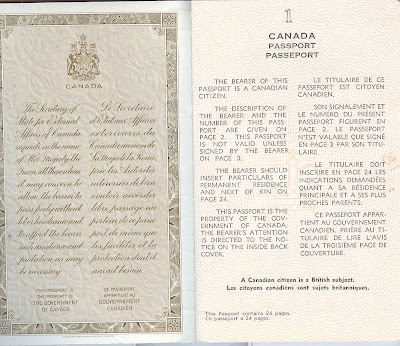 CANADA
The Secretary of
State for External
Affairs of Canada
requests, in the name
of Her Majesty the
Queen, all those whom
it may concern to
allow the bearer to
pass freely without
let or hindrance and
to afford the bearer
such assistance and
protection as may
be necessary.
Le Secrétaire
d'État aux Affaires
extérieures du
Canada, au nom de
Sa Majesté la Reine,
prie les autorités
intéressées de bien
vouloir accorder
libre passage au
porteur de ce passe-
port, de même que
les facilités et la
protection dont il
aurait besoin.
THIS PASSPORT IS
THE PROPERTY OF
THE GOVERNMENT
OF CANADA
CE PASSEPORT
APPARTIENT AU
GOUVERNEMENT
CANADIEN
1
CANADA
PASSPORT
PASSEPORT
THE BEARER OF THIS
PASSPORT IS A CANADIAN
CITIZEN.
THE DESCRIPTION
OF THE BEARER AND THE
NUMBER OF THIS PASS-
PORT ARE GIVEN ON
PAGE 2. THIS PASSPORT
IS NOT VALID UNLESS
SIGNED BY THE BEARER
ON PAGE 3.
THE BEARER SHOULD
INSERT PARTICULARS OF
PERMANENT RESIDENCE
AND NEXT OF KIN ON
PAGE 24.
THIS PASSPORT IS THE
PROPERTY OF THE GOV-
ERNMENT OF CANADA.
THE BEARER'S ATTENTION
IS DIRECTED TO THE NO-
TICE ON THE INSIDE BACK
COVER.
LE TITULAIRE DE CE
PASSEPORT EST CITOYEN
CANADIEN.
SON SIGNALEMENT ET
LE NUMÉRO DU PRÉSENT
PASSEPORT FIGURENT EN
PAGE 2. LE PASSEPORT
N'EST VALABLE QUE SIGNÉ
EN PAGE 3 PAR SON TITU-
LAIRE.
LE TITULAIRE DOIT
INSCRIRE EN PAGE 24 LES
INDICATIONS DEMANDÉES
QUANT À SA RÉSIDENCE
PRINCIPALE ET À SES PLUS
PROCHES PARENTS.
CE PASSEPORT APPAR-
TIENT AU GOUVERNEMENT
CANADIEN, PRIÈRE AU TI-
TULAIRE DE LIRE L'AVIS
DE LA TROISIÈME PAGE DE
COUVERTURE.
A Canadian citizen is a British subject.
Les citoyens canadiens sont sujets britanniques.
This Passport contains 24 pages.
Ce passeport a 24 pages.